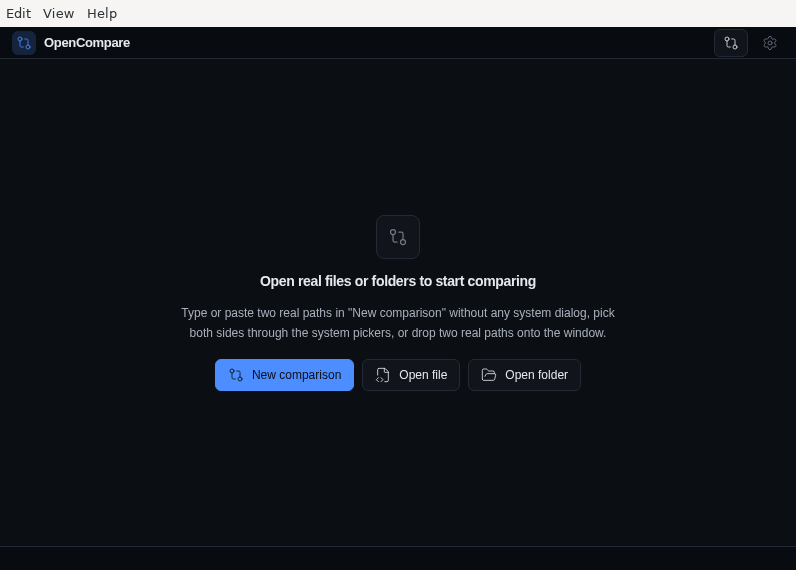 Edit View Help
OpenCompare
Open real files or folders to start comparing
Type or paste two real paths in "New comparison" without any system dialog, pick
both sides through the system pickers, or drop two real paths onto the window.
New comparison Open file Open folder